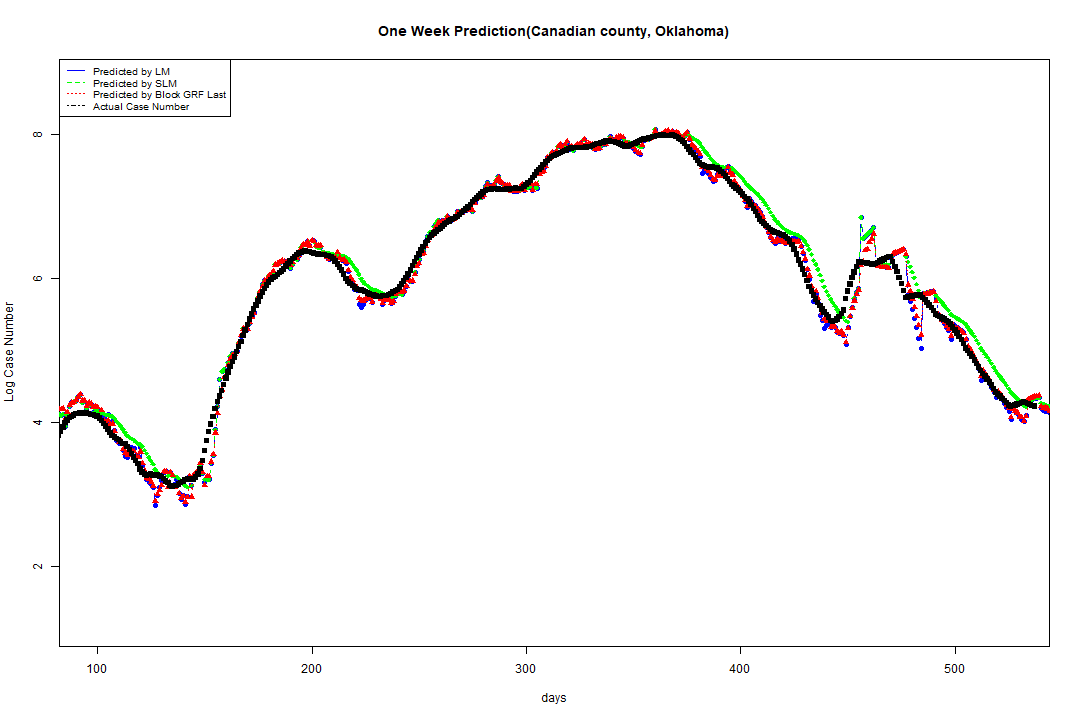 One Week Prediction(Canadian county, Oklahoma)
Predicted by LM
Predicted by SLM
Predicted by Block GRF Last
Actual Case Number
8
6
4
2
Log Case Number
100 200 300 400 500
days